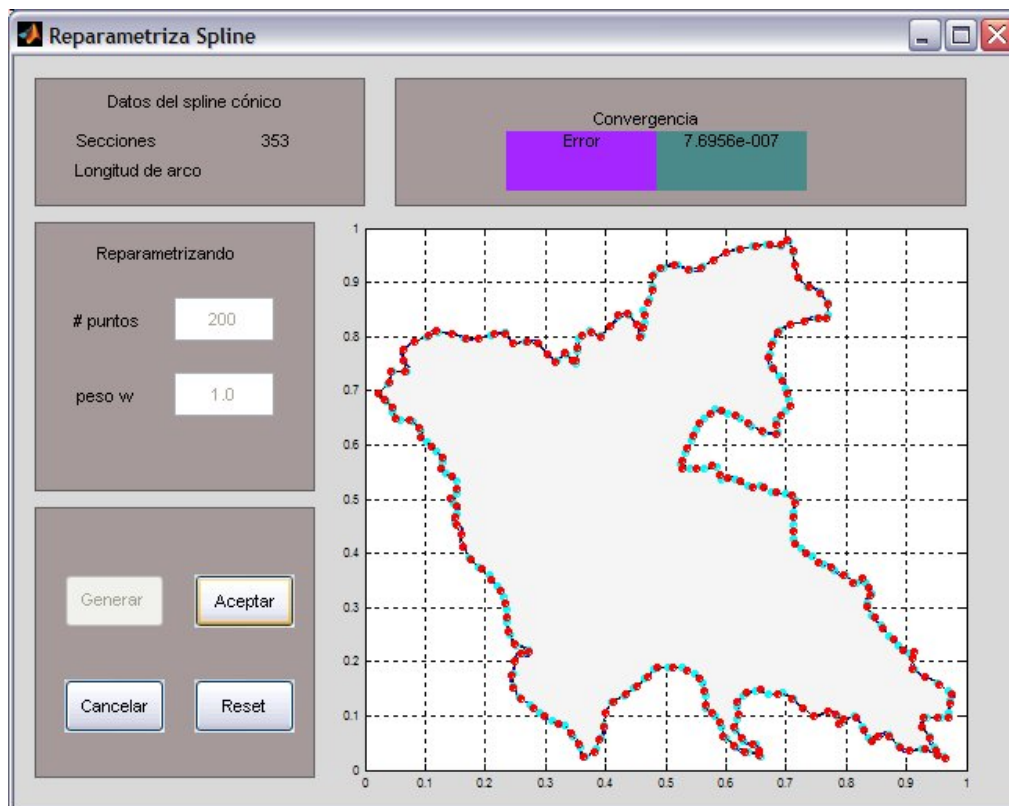 Reparametriza Spline
Datos del spline cónico
Secciones 353
Longitud de arco
Convergencia
Error 7.6956e-007
Reparametrizando
# puntos 200
peso w 1.0
Generar Aceptar
Cancelar Reset
1
0.9
0.8
0.7
0.6
0.5
0.4
0.3
0.2
0.1
0
0 0.1 0.2 0.3 0.4 0.5 0.6 0.7 0.8 0.9 1